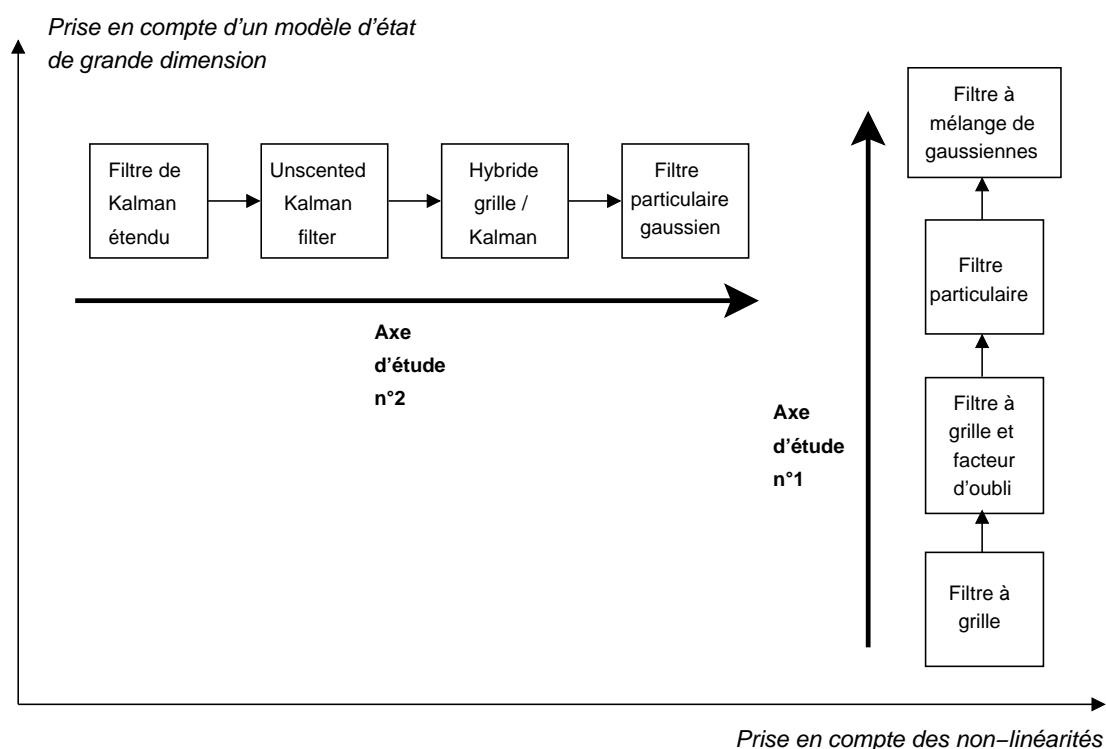 Prise en compte d'un modèle d'état
de grande dimension
Filtre de
Kalman
étendu
Unscented
Kalman
filter
Hybride
grille /
Kalman
Filtre
particulaire
gaussien
Axe
d'étude
n°2
Filtre à
mélange de
gaussiennes
Filtre
particulaire
Filtre à
grille et
facteur
d'oubli
Filtre à
grille
Axe
d'étude
n°1
Prise en compte des non−linéarités